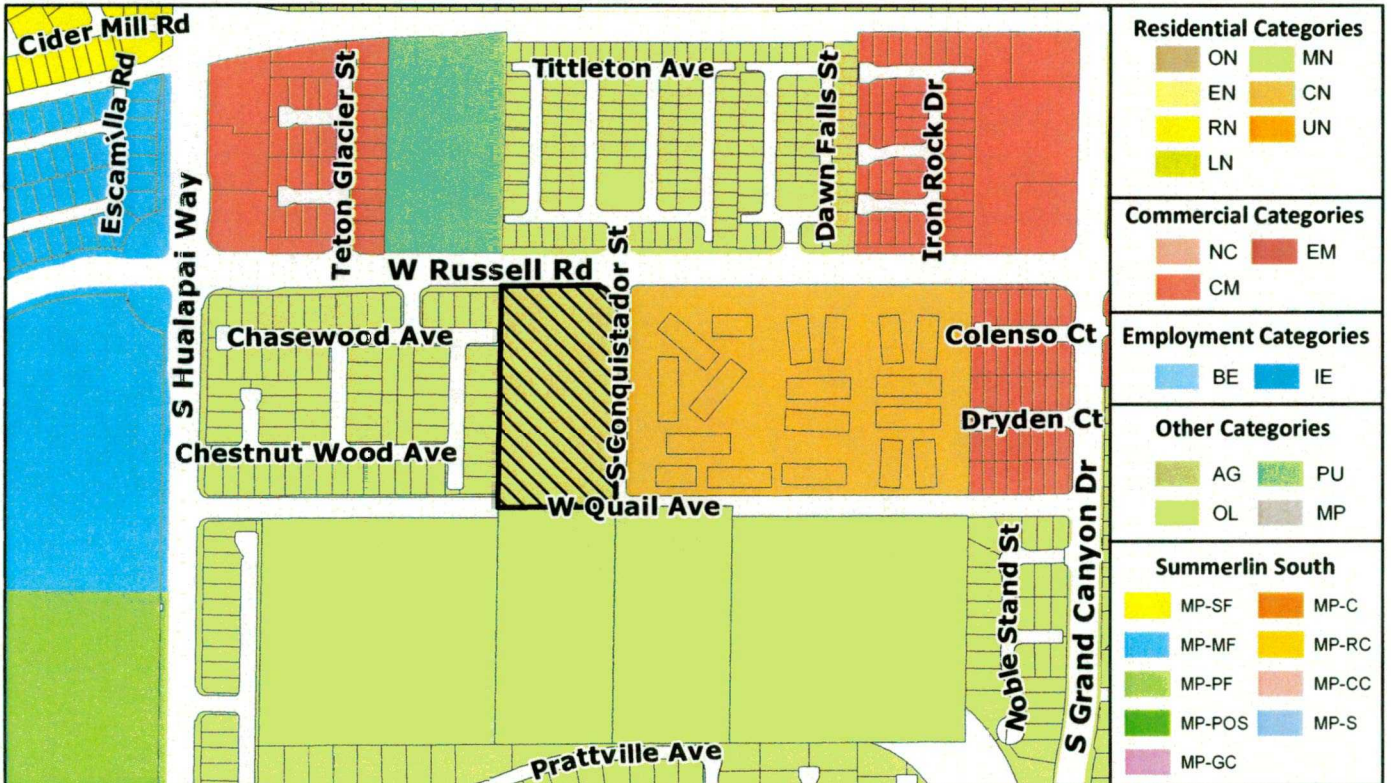 Cider Mill Rd
Escamilla Rd
S Hualapai Way
Teton Glacier St
Tittleton Ave
Dawn Falls St
Iron Rock Dr
W Russell Rd
S Conquistador St
Chasewood Ave
Chestnut Wood Ave
Colenso Ct
Dryden Ct
W Quail Ave
Noble Stand St
S Grand Canyon Dr
Prattville Ave
Residential Categories
ON MN
EN CN
RN UN
LN
Commercial Categories
NC EM
CM
Employment Categories
BE IE
Other Categories
AG PU
OL MP
Summerlin South
MP-SF MP-C
MP-MF MP-RC
MP-PF MP-CC
MP-POS MP-S
MP-GC